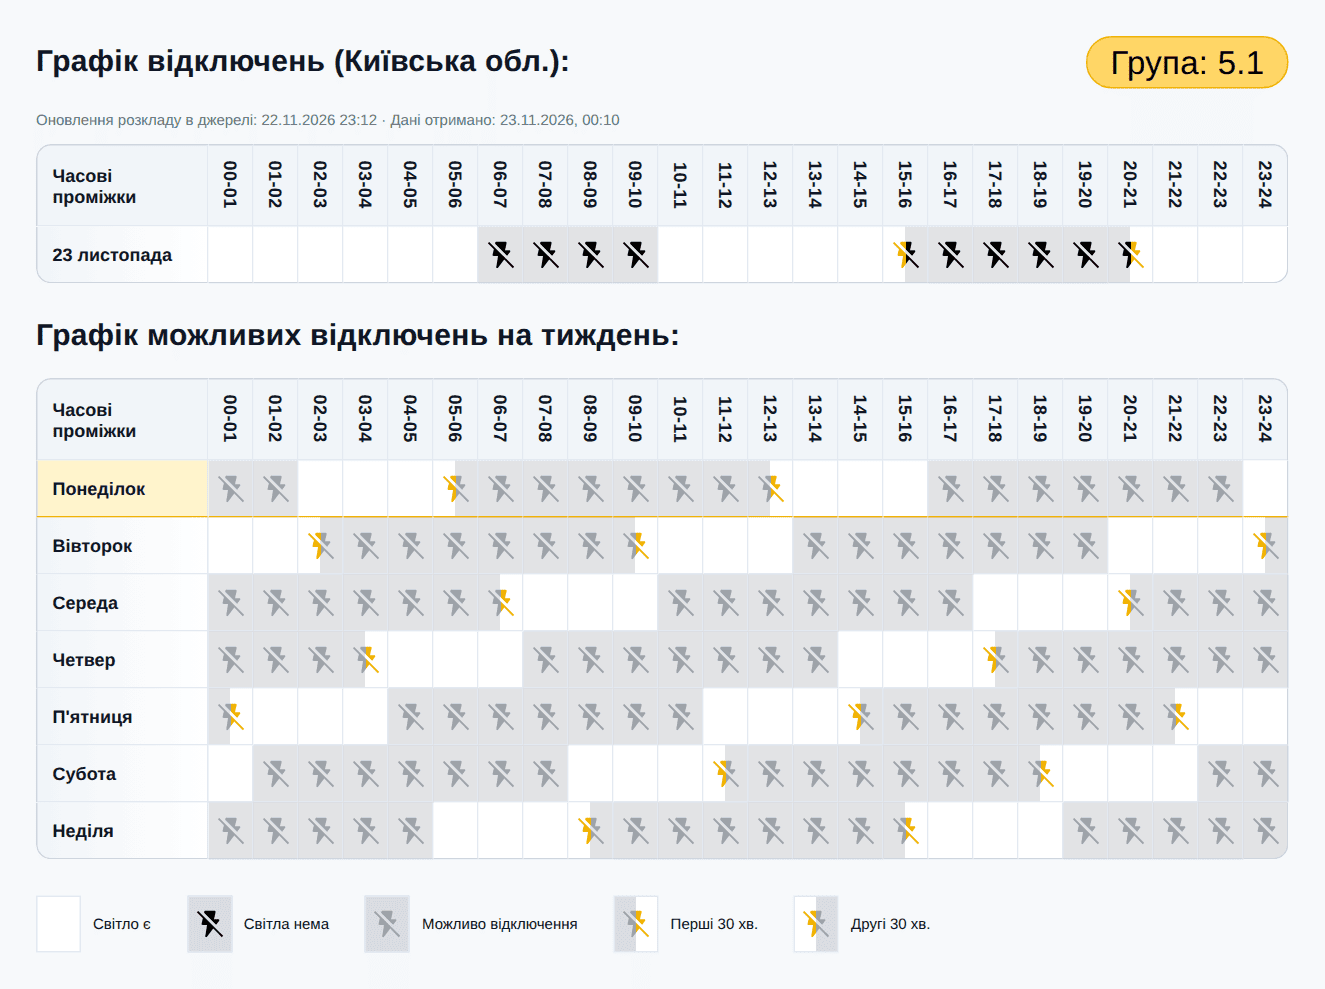 Графік відключень (Київська обл.):
Група: 5.1
Оновлення розкладу в джерелі: 22.11.2026 23:12 · Дані отримано: 23.11.2026, 00:10
Часові проміжки 00-01 01-02 02-03 03-04 04-05 05-06 06-07 07-08 08-09 09-10 10-11 11-12 12-13 13-14 14-15 15-16 16-17 17-18 18-19 19-20 20-21 21-22 22-23 23-24
23 листопада
Графік можливих відключень на тиждень:
Часові проміжки 00-01 01-02 02-03 03-04 04-05 05-06 06-07 07-08 08-09 09-10 10-11 11-12 12-13 13-14 14-15 15-16 16-17 17-18 18-19 19-20 20-21 21-22 22-23 23-24
Понеділок
Вівторок
Середа
Четвер
П'ятниця
Субота
Неділя
Світло є Світла нема Можливо відключення Перші 30 хв. Другі 30 хв.